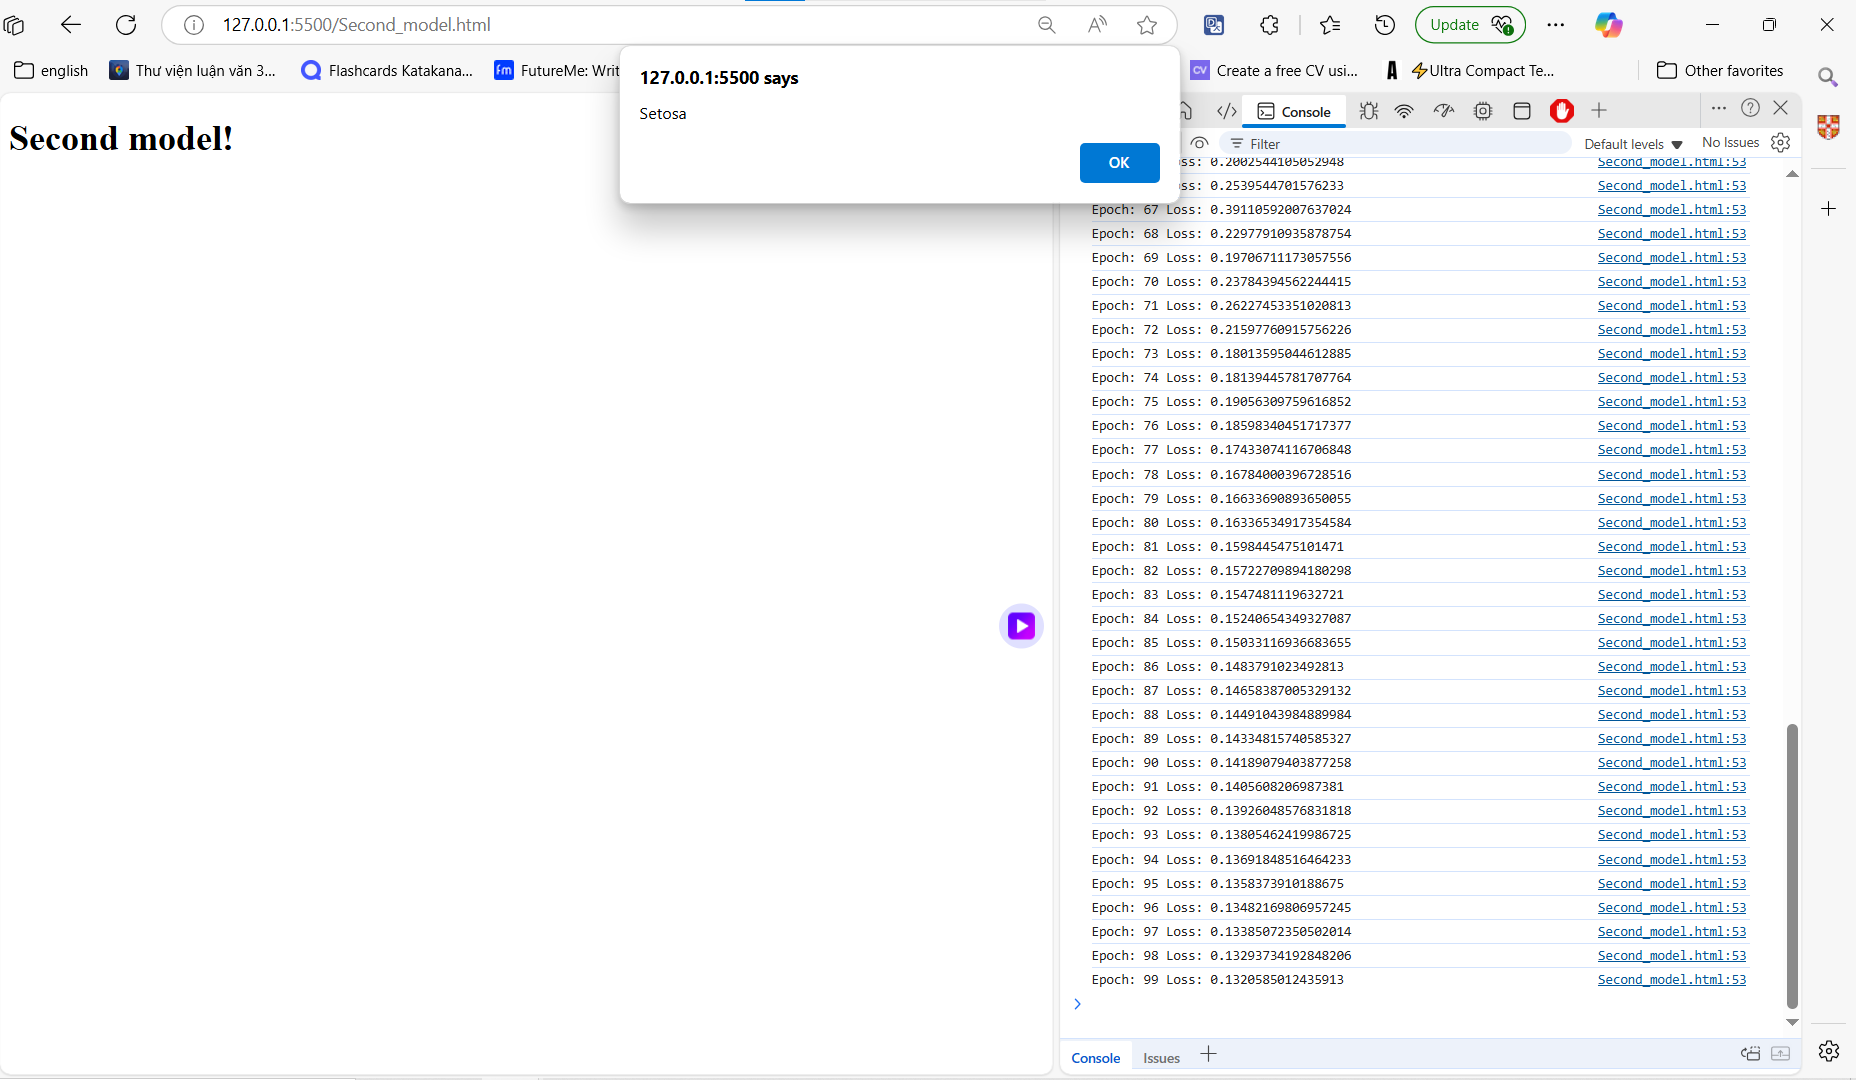 127.0.0.1:5500/Second_model.html
Update
english
Thư viện luận văn 3...
Flashcards Katakana...
FutureMe: Writ
Create a free CV usi...
⚡Ultra Compact Te...
Other favorites
127.0.0.1:5500 says
Setosa
OK
Second model!
Console
Filter
Default levels
No Issues
ss: 0.2002544105052948 Second_model.html:53
ss: 0.2539544701576233 Second_model.html:53
Epoch: 67 Loss: 0.39110592007637024 Second_model.html:53
Epoch: 68 Loss: 0.22977910935878754 Second_model.html:53
Epoch: 69 Loss: 0.19706711173057556 Second_model.html:53
Epoch: 70 Loss: 0.23784394562244415 Second_model.html:53
Epoch: 71 Loss: 0.26227453351020813 Second_model.html:53
Epoch: 72 Loss: 0.21597760915756226 Second_model.html:53
Epoch: 73 Loss: 0.18013595044612885 Second_model.html:53
Epoch: 74 Loss: 0.18139445781707764 Second_model.html:53
Epoch: 75 Loss: 0.19056309759616852 Second_model.html:53
Epoch: 76 Loss: 0.18598340451717377 Second_model.html:53
Epoch: 77 Loss: 0.17433074116706848 Second_model.html:53
Epoch: 78 Loss: 0.16784000396728516 Second_model.html:53
Epoch: 79 Loss: 0.16633690893650055 Second_model.html:53
Epoch: 80 Loss: 0.16336534917354584 Second_model.html:53
Epoch: 81 Loss: 0.1598445475101471 Second_model.html:53
Epoch: 82 Loss: 0.15722709894180298 Second_model.html:53
Epoch: 83 Loss: 0.1547481119632721 Second_model.html:53
Epoch: 84 Loss: 0.15240654349327087 Second_model.html:53
Epoch: 85 Loss: 0.15033116936683655 Second_model.html:53
Epoch: 86 Loss: 0.1483791023492813 Second_model.html:53
Epoch: 87 Loss: 0.14658387005329132 Second_model.html:53
Epoch: 88 Loss: 0.14491043984889984 Second_model.html:53
Epoch: 89 Loss: 0.14334815740585327 Second_model.html:53
Epoch: 90 Loss: 0.14189079403877258 Second_model.html:53
Epoch: 91 Loss: 0.1405608206987381 Second_model.html:53
Epoch: 92 Loss: 0.13926048576831818 Second_model.html:53
Epoch: 93 Loss: 0.13805462419986725 Second_model.html:53
Epoch: 94 Loss: 0.13691848516464233 Second_model.html:53
Epoch: 95 Loss: 0.1358373910188675 Second_model.html:53
Epoch: 96 Loss: 0.13482169806957245 Second_model.html:53
Epoch: 97 Loss: 0.13385072350502014 Second_model.html:53
Epoch: 98 Loss: 0.13293734192848206 Second_model.html:53
Epoch: 99 Loss: 0.1320585012435913 Second_model.html:53
Console
Issues